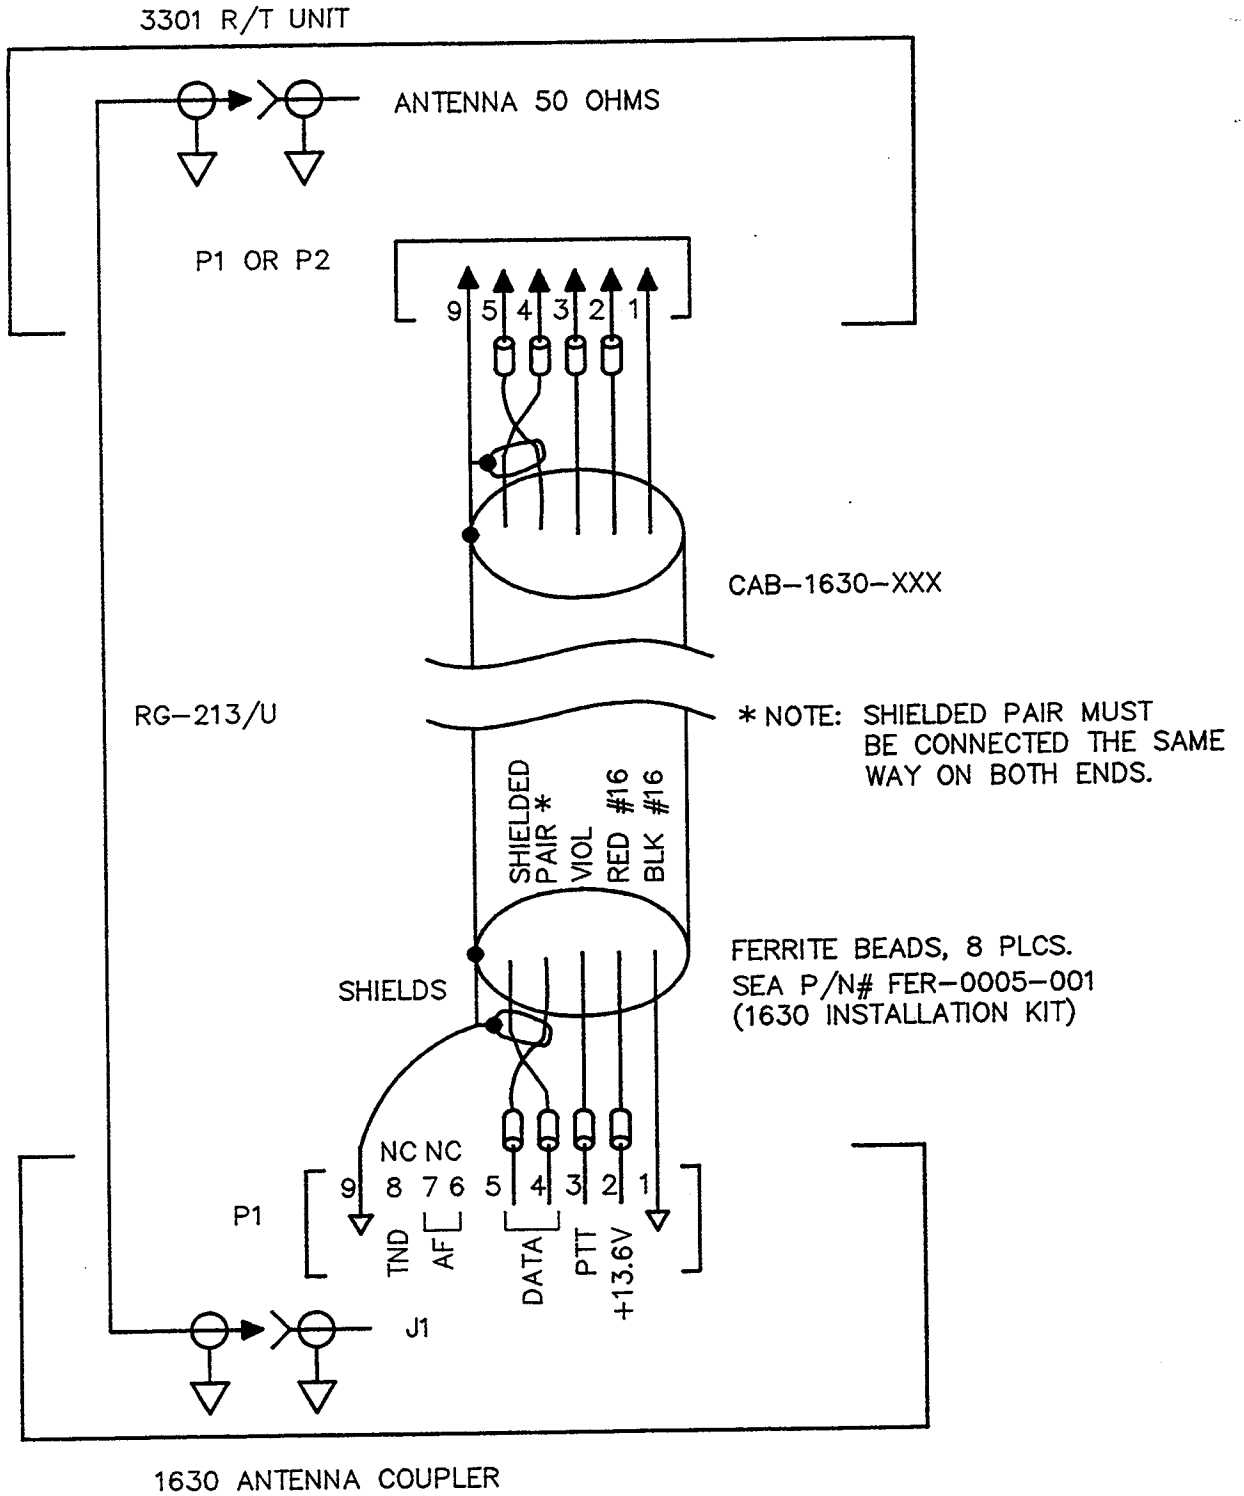 3301 R/T UNIT
ANTENNA 50 OHMS
P1 OR P2
9 5 4 3 2 1
CAB-1630-XXX
RG-213/U
* NOTE: SHIELDED PAIR MUST
BE CONNECTED THE SAME
WAY ON BOTH ENDS.
SHIELDED
PAIR *
VIOL
RED #16
BLK #16
FERRITE BEADS, 8 PLCS.
SEA P/N# FER-0005-001
(1630 INSTALLATION KIT)
SHIELDS
NC NC
9 8 7 6 5 4 3 2 1
P1
TND
AF
DATA
PTT
+13.6V
J1
1630 ANTENNA COUPLER